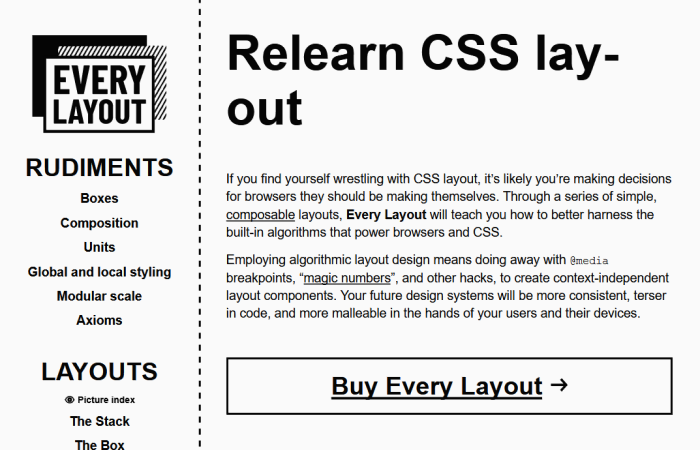 EVERY
LAYOUT
RUDIMENTS
Boxes
Composition
Units
Global and local styling
Modular scale
Axioms
LAYOUTS
Picture index
The Stack
The Box
Relearn CSS lay-
out
If you find yourself wrestling with CSS layout, it’s likely you’re making decisions
for browsers they should be making themselves. Through a series of simple,
composable layouts, Every Layout will teach you how to better harness the
built-in algorithms that power browsers and CSS.
Employing algorithmic layout design means doing away with @media
breakpoints, “magic numbers”, and other hacks, to create context-independent
layout components. Your future design systems will be more consistent, terser
in code, and more malleable in the hands of your users and their devices.
Buy Every Layout →